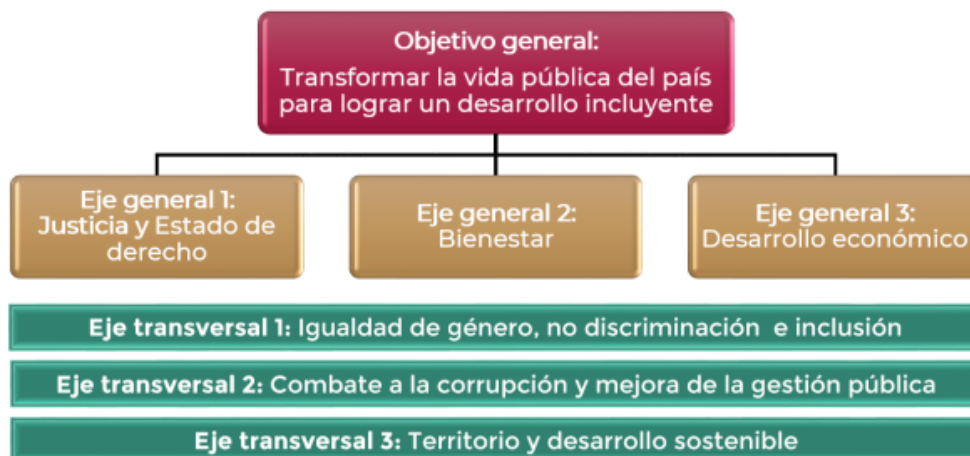 Objetivo general:
Transformar la vida pública del país
para lograr un desarrollo incluyente
Eje general 1:
Justicia y Estado de
derecho
Eje general 2:
Bienestar
Eje general 3:
Desarrollo económico
Eje transversal 1: Igualdad de género, no discriminación e inclusión
Eje transversal 2: Combate a la corrupción y mejora de la gestión pública
Eje transversal 3: Territorio y desarrollo sostenible